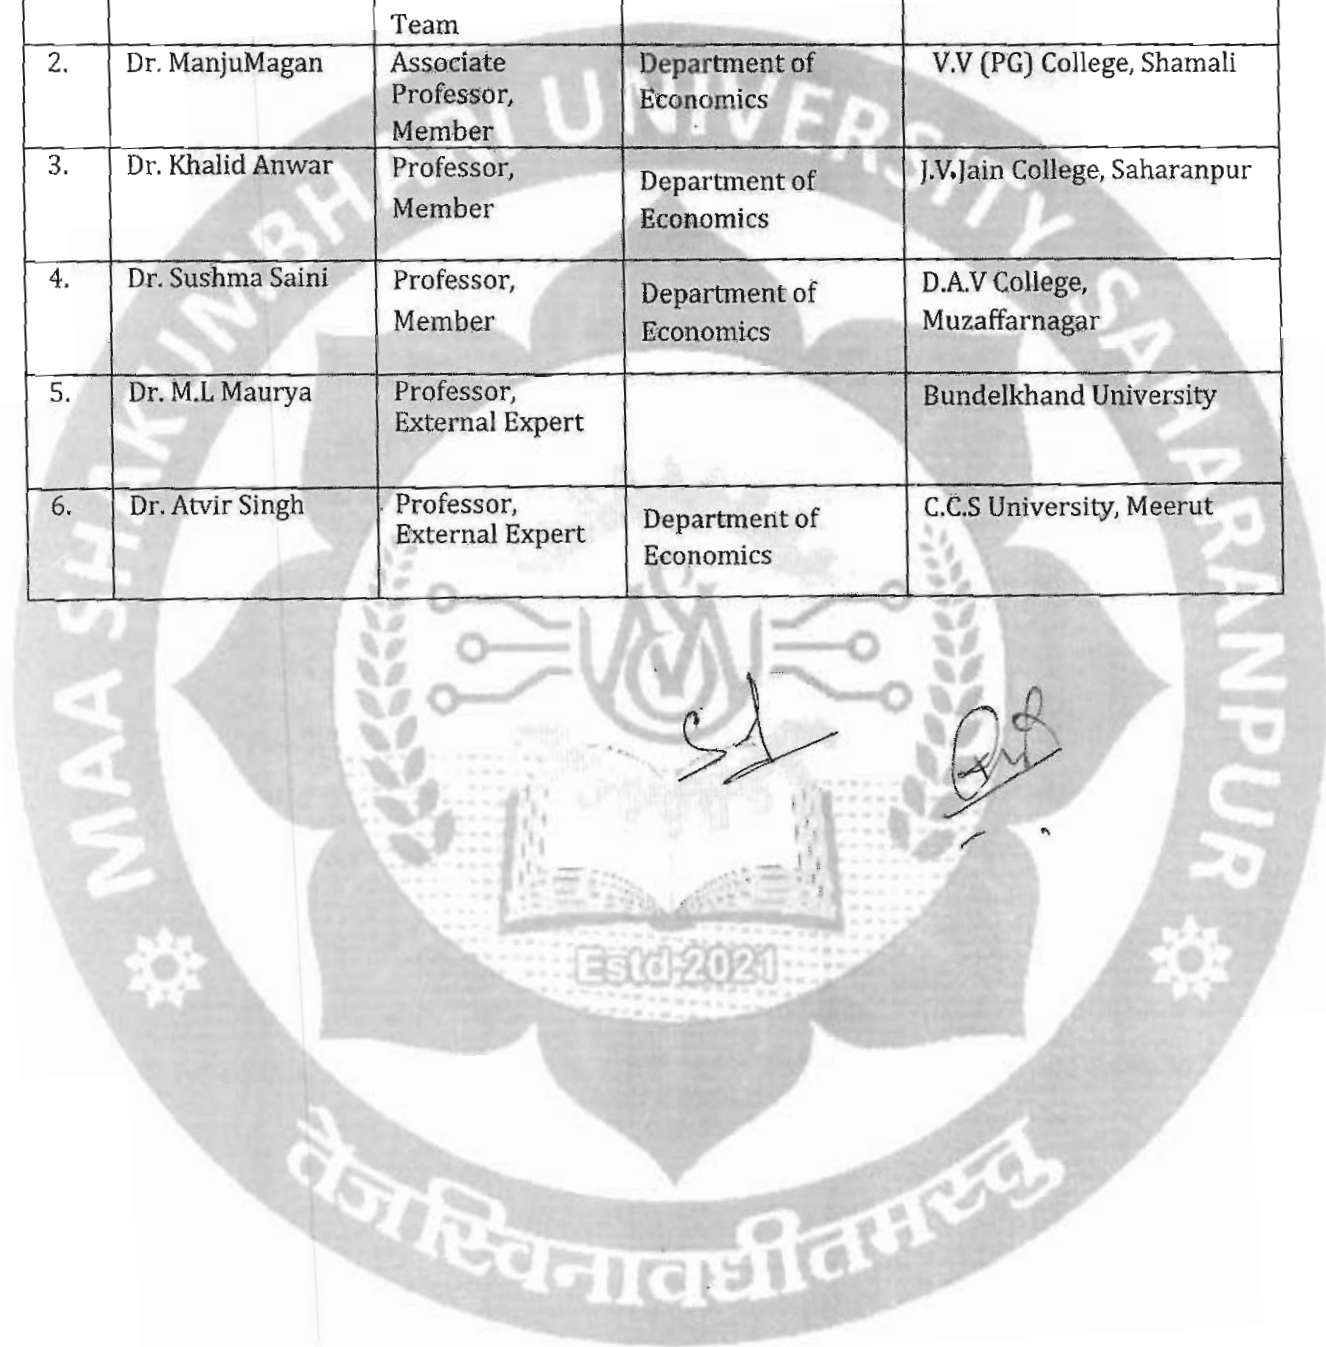 Team
2. Dr. ManjuMagan Associate Department of V.V (PG) College, Shamali
Professor, Economics
Member
3. Dr. Khalid Anwar Professor, Department of J.V.Jain College, Saharanpur
Member Economics
4. Dr. Sushma Saini Professor, Department of D.A.V College,
Member Economics Muzaffarnagar
5. Dr. M.L Maurya Professor, Bundelkhand University
External Expert
6. Dr. Atvir Singh Professor, Department of C.C.S University, Meerut
External Expert Economics
MAA SHAKUMBHARI UNIVERSITY, SAHARANPUR
Estd-2021
तेजस्विनावधीतमस्तु